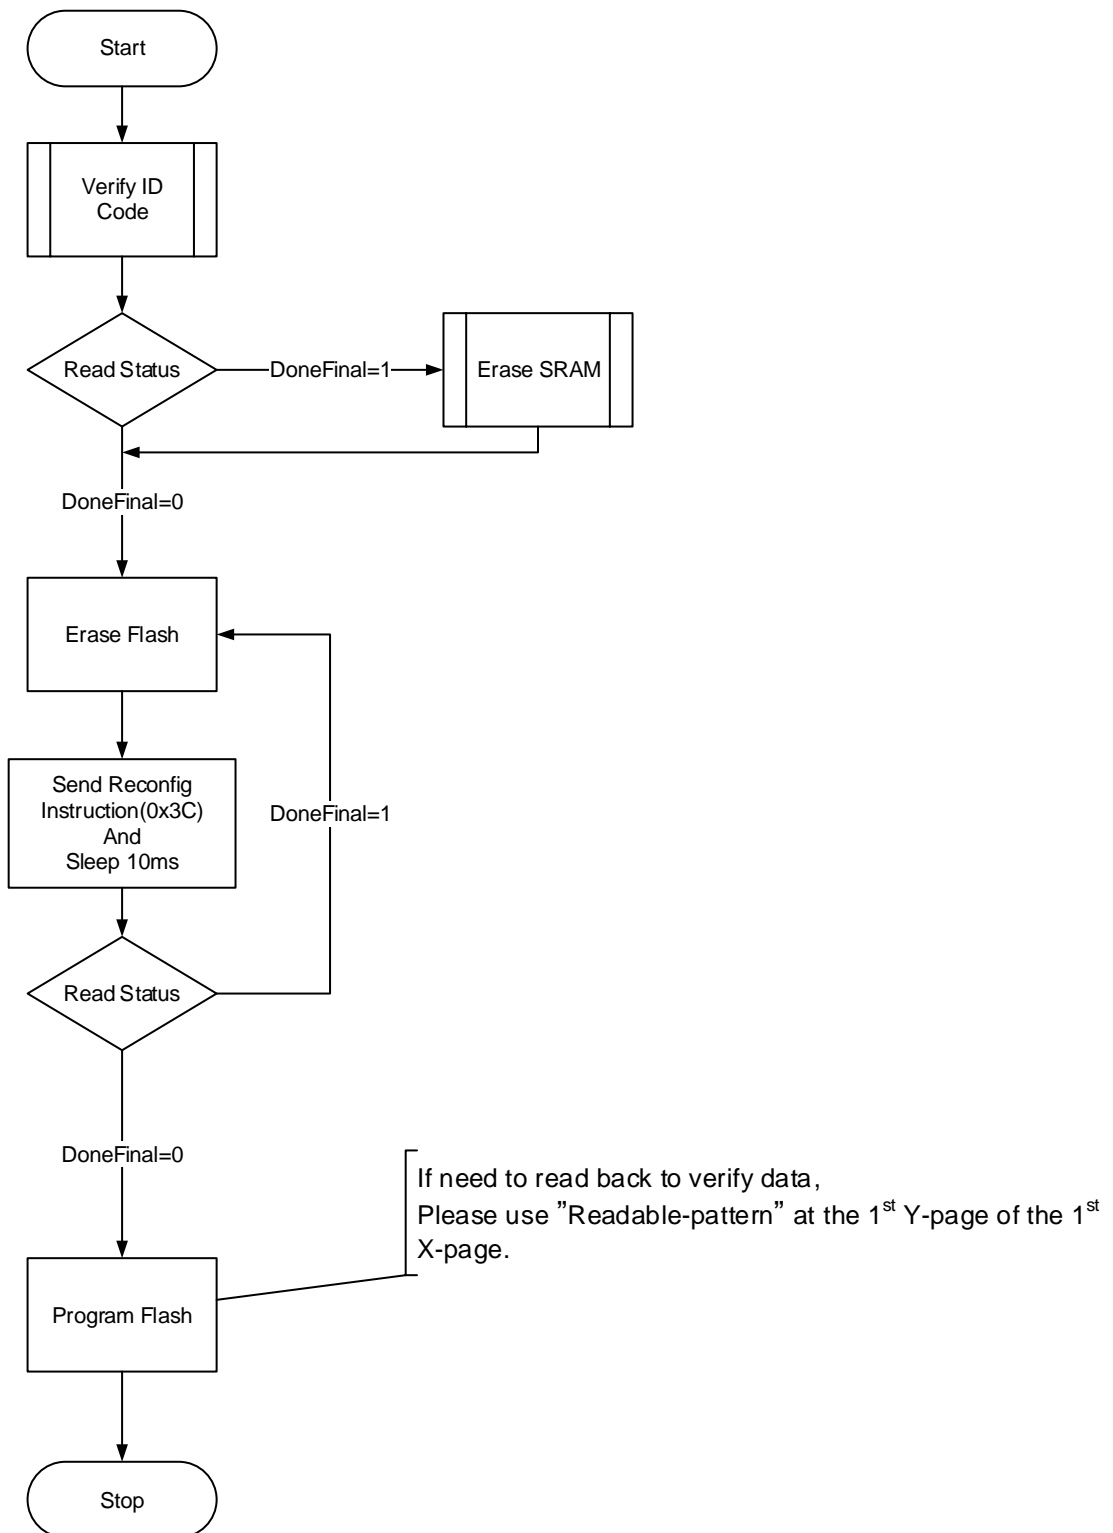 Start
Verify ID
Code
Read Status
DoneFinal=1
Erase SRAM
DoneFinal=0
Erase Flash
Send Reconfig
Instruction(0x3C)
And
Sleep 10ms
DoneFinal=1
Read Status
DoneFinal=0
If need to read back to verify data,
Please use ”Readable-pattern” at the 1st Y-page of the 1st
X-page.
Program Flash
Stop